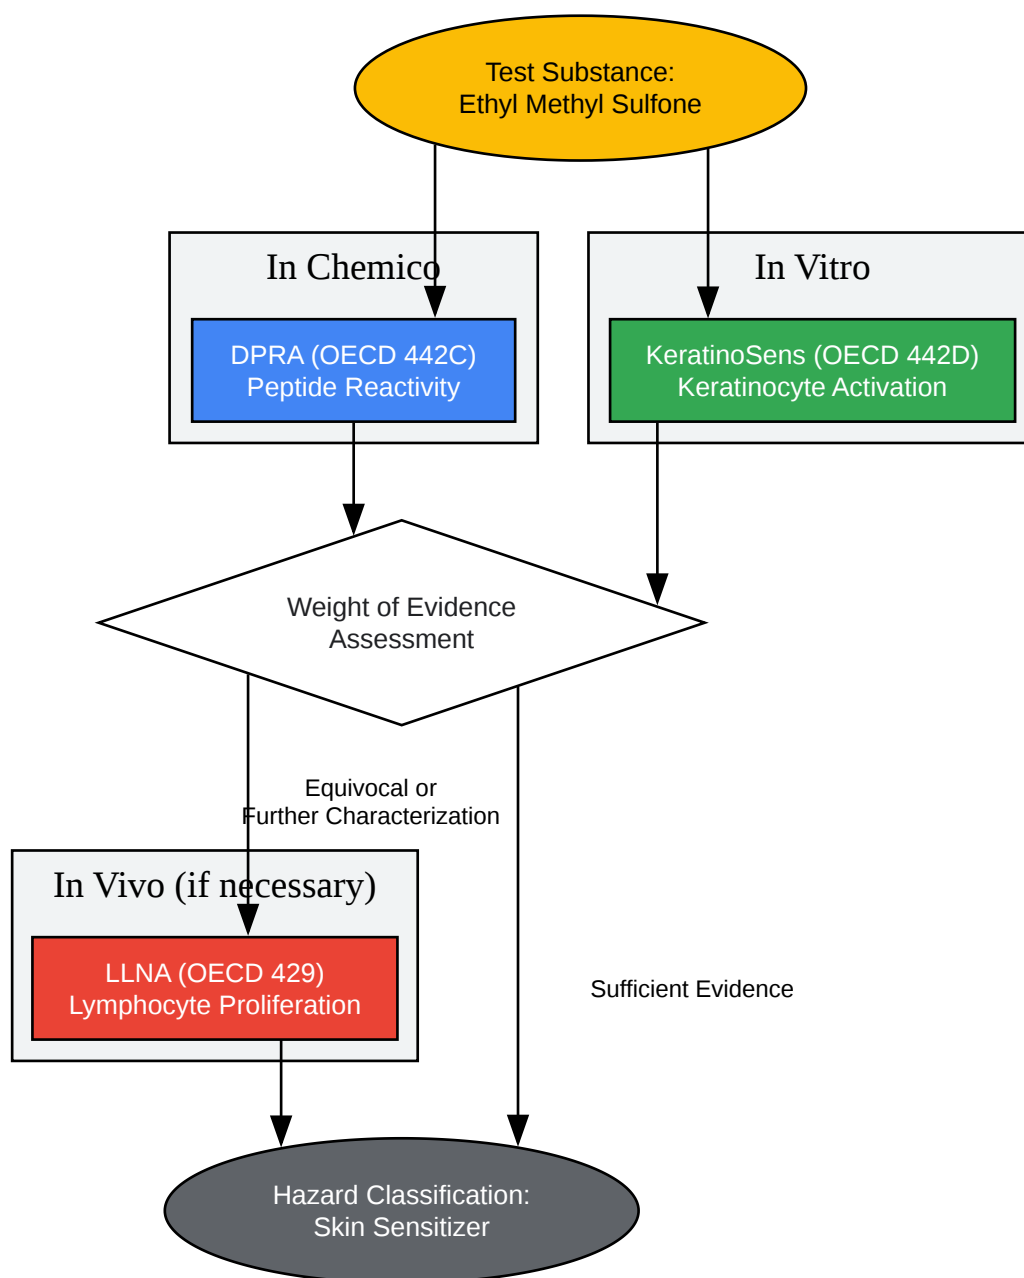 Test Substance:
Ethyl Methyl Sulfone
In Chemico
In Vitro
DPRA (OECD 442C)
Peptide Reactivity
KeratinoSens (OECD 442D)
Keratinocyte Activation
Weight of Evidence
Assessment
Equivocal or
Further Characterization
In Vivo (if necessary)
LLNA (OECD 429)
Lymphocyte Proliferation
Sufficient Evidence
Hazard Classification:
Skin Sensitizer